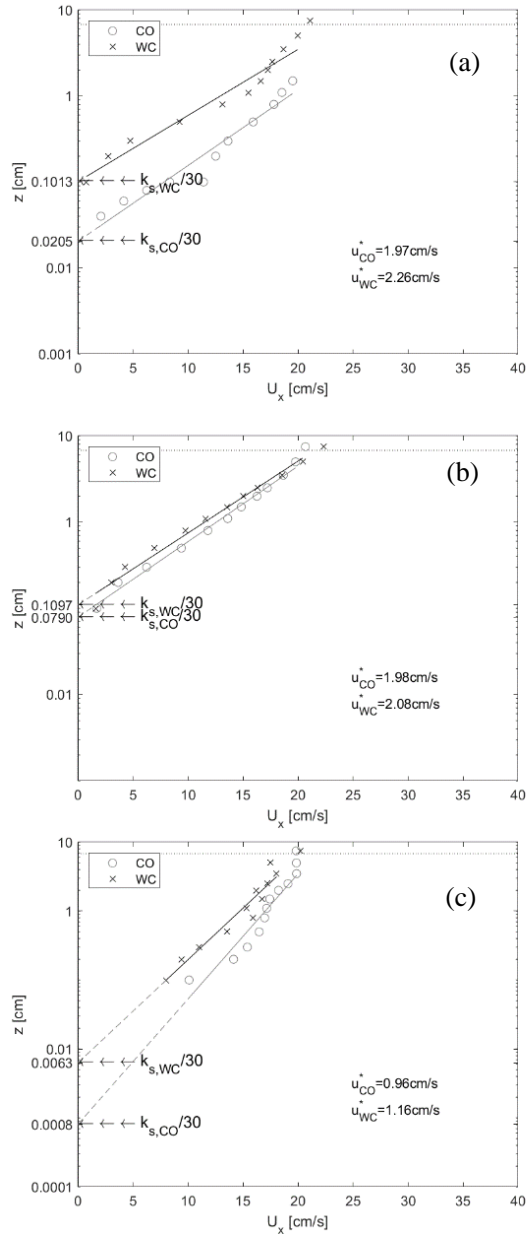 10
CO
WC
(a)
1
z [cm]
0.1013
k_s,WC/30
0.0205
k_s,CO/30
0.01
u*_CO=1.97cm/s
u*_WC=2.26cm/s
0.001
0 5 10 15 20 25 30 35 40
U_x [cm/s]
10
CO
WC
(b)
1
z [cm]
0.1097
k_s,WC/30
0.0790
k_s,CO/30
0.01
u*_CO=1.98cm/s
u*_WC=2.08cm/s
0 5 10 15 20 25 30 35 40
U_x [cm/s]
10
CO
WC
(c)
1
z [cm]
0.01
0.0063
k_s,WC/30
0.0008
k_s,CO/30
u*_CO=0.96cm/s
u*_WC=1.16cm/s
0.0001
0 5 10 15 20 25 30 35 40
U_x [cm/s]